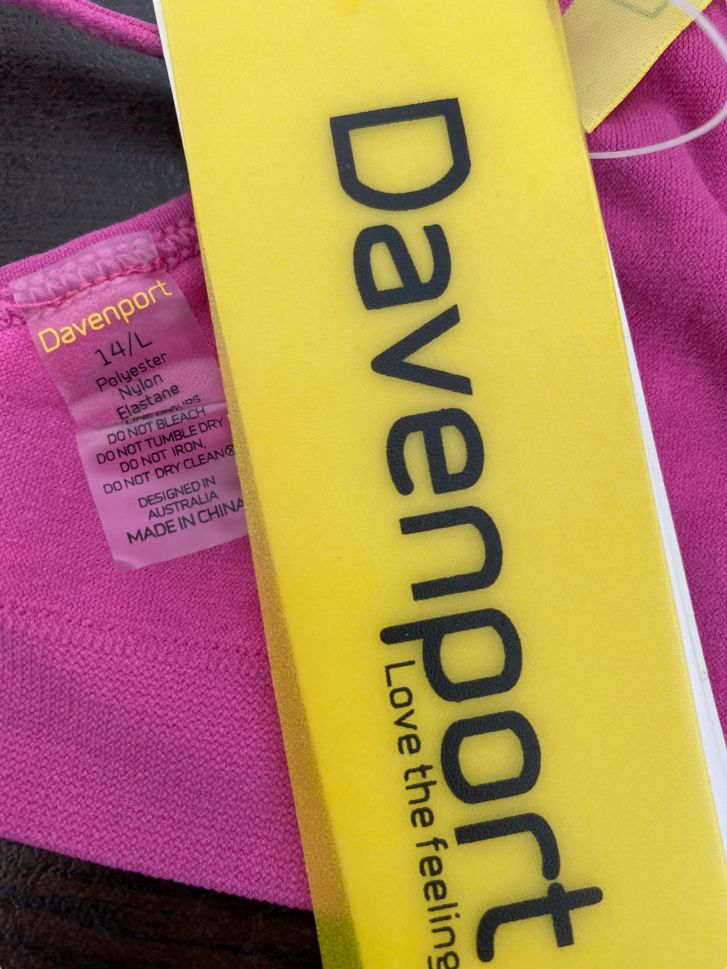 Davenport
14/L
Polyester
Nylon
Elastane
DO NOT BLEACH
DO NOT TUMBLE DRY
DO NOT IRON.
DO NOT DRY CLEAN®
DESIGNED IN
AUSTRALIA
MADE IN CHINA
Davenport
Love the feeling